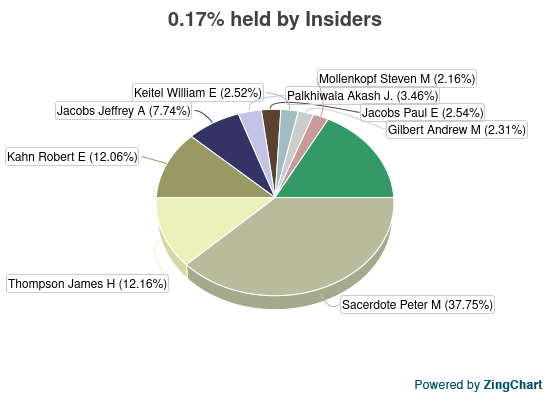 0.17% held by Insiders
Mollenkopf Steven M (2.16%)
Keitel William E (2.52%)
Palkhiwala Akash J. (3.46%)
Jacobs Jeffrey A (7.74%)
Jacobs Paul E (2.54%)
Gilbert Andrew M (2.31%)
Kahn Robert E (12.06%)
Thompson James H (12.16%)
Sacerdote Peter M (37.75%)
Powered by ZingChart